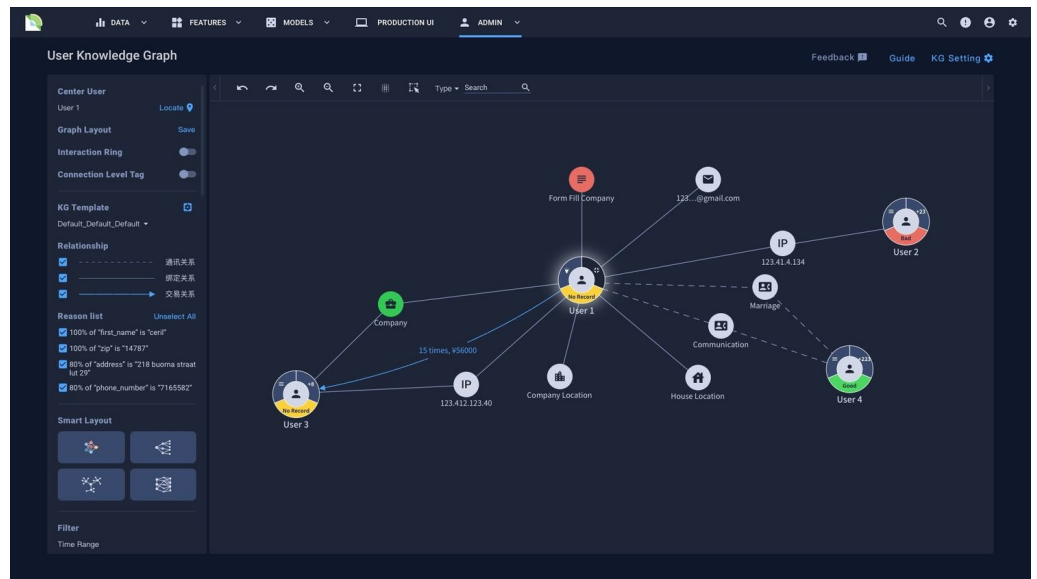 DATA
FEATURES
MODELS
PRODUCTION UI
ADMIN
User Knowledge Graph
Feedback
Guide
KG Setting
Center User
User 1
Locate
Graph Layout
Save
Interaction Ring
Connection Level Tag
KG Template
Default_Default_Default
Relationship
通讯关系
绑定关系
交易关系
Reason list
Unselect All
100% of "first_name" is "ceril"
100% of "zip" is "14787"
80% of "address" is "218 buoma straat
lut 29"
80% of "phone_number" is "7165582"
Smart Layout
Filter
Time Range
Type
Search
Form Fill Company
123...@gmail.com
+23
Bad
User 2
IP
123.41.4.134
No Record
User 1
Marriage
Company
Communication
15 times, ¥56000
+223
Good
User 4
+8
No Record
User 3
IP
123.412.123.40
Company Location
House Location